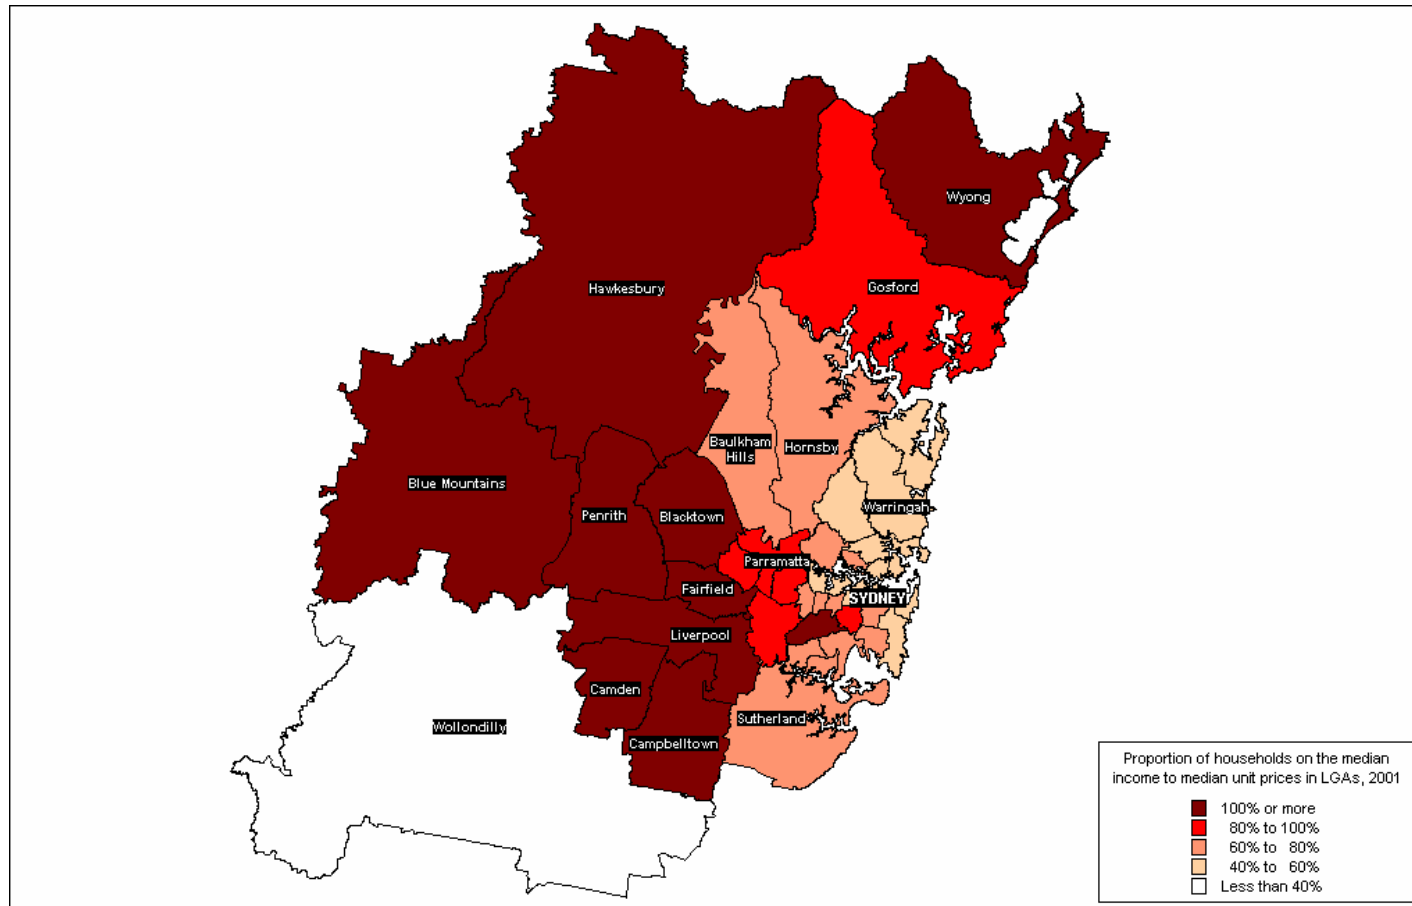 Wyong
Hawkesbury
Gosford
Baulkham
Hills
Hornsby
Blue Mountains
Penrith
Blacktown
Warringah
Parramatta
Fairfield
SYDNEY
Liverpool
Camden
Sutherland
Wollondilly
Campbelltown
Proportion of households on the median
income to median unit prices in LGAs, 2001
100% or more
80% to 100%
60% to 80%
40% to 60%
Less than 40%